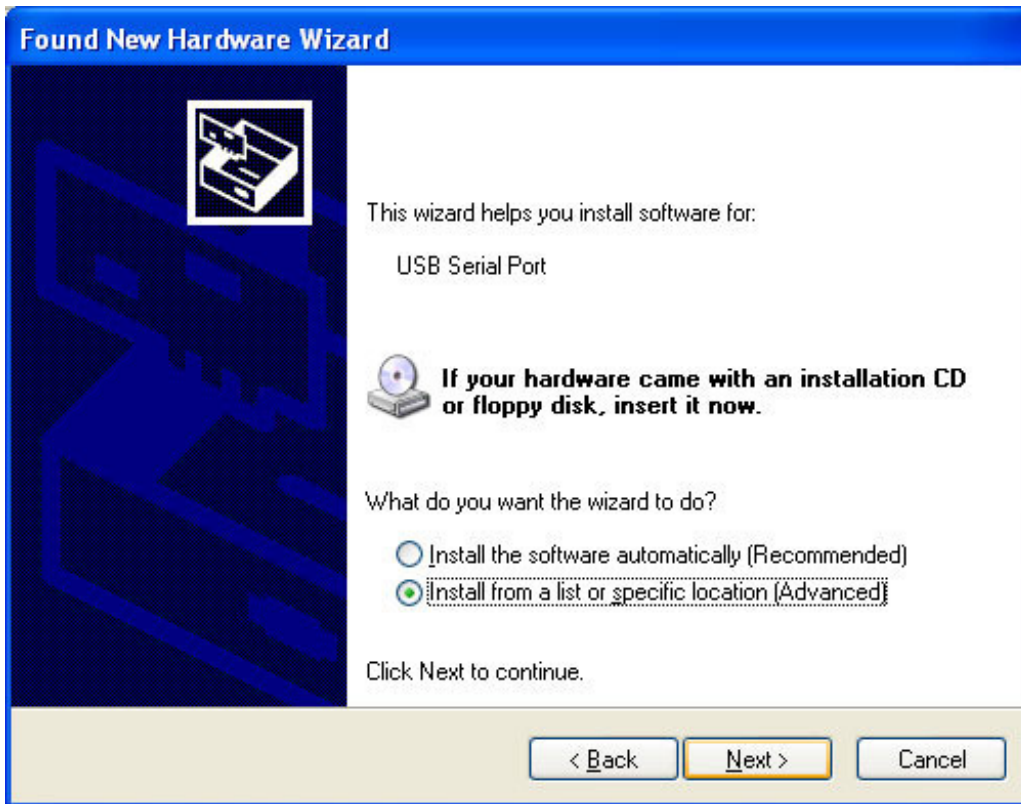 Found New Hardware Wizard
This wizard helps you install software for:
USB Serial Port
If your hardware came with an installation CD
or floppy disk, insert it now.
What do you want the wizard to do?
Install the software automatically (Recommended)
Install from a list or specific location (Advanced)
Click Next to continue.
< Back Next > Cancel